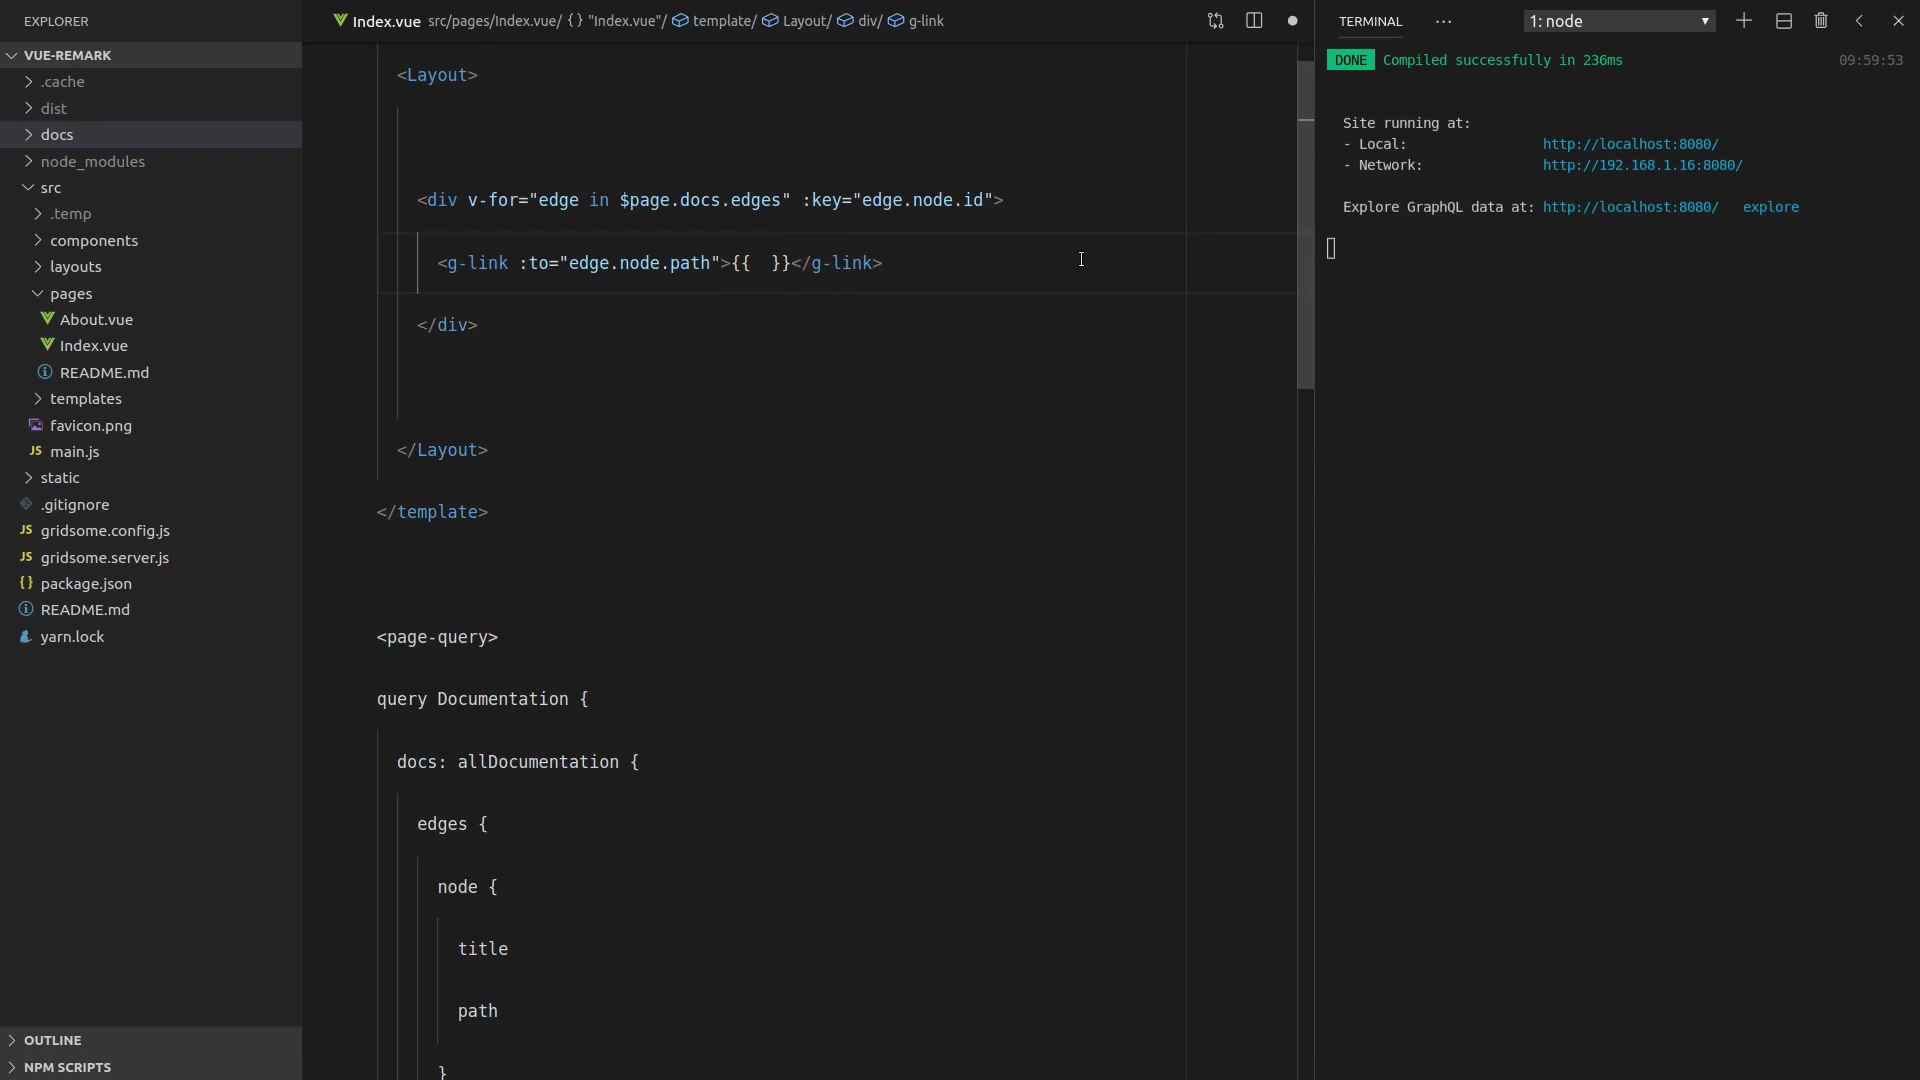 EXPLORER
VUE-REMARK
.cache
dist
docs
node_modules
src
.temp
components
layouts
pages
About.vue
Index.vue
README.md
templates
favicon.png
JS main.js
static
.gitignore
JS gridsome.config.js
JS gridsome.server.js
{} package.json
README.md
yarn.lock
OUTLINE
NPM SCRIPTS
Index.vue src/pages/Index.vue/ {} "Index.vue"/ template/ Layout/ div/ g-link
<Layout>
<div v-for="edge in $page.docs.edges" :key="edge.node.id">
<g-link :to="edge.node.path">{{  }}</g-link>
</div>
</Layout>
</template>
<page-query>
query Documentation {
docs: allDocumentation {
edges {
node {
title
path
}
TERMINAL ··· 1: node
DONE Compiled successfully in 236ms 09:59:53
Site running at:
- Local: http://localhost:8080/
- Network: http://192.168.1.16:8080/
Explore GraphQL data at: http://localhost:8080/ explore